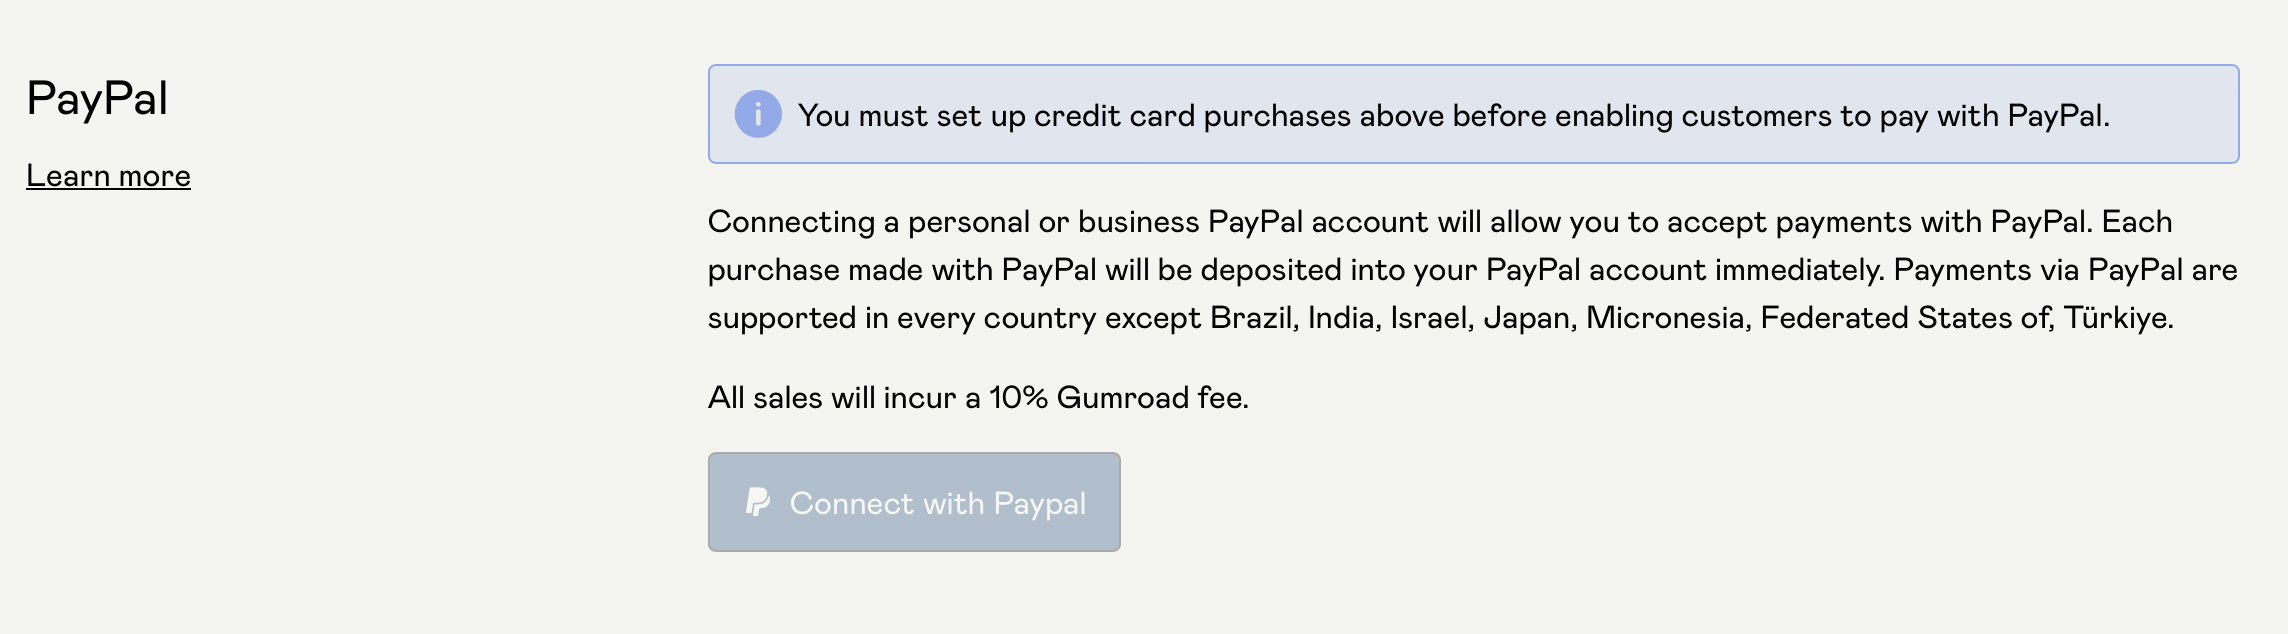 PayPal
Learn more
You must set up credit card purchases above before enabling customers to pay with PayPal.
Connecting a personal or business PayPal account will allow you to accept payments with PayPal. Each
purchase made with PayPal will be deposited into your PayPal account immediately. Payments via PayPal are
supported in every country except Brazil, India, Israel, Japan, Micronesia, Federated States of, Türkiye.
All sales will incur a 10% Gumroad fee.
Connect with Paypal